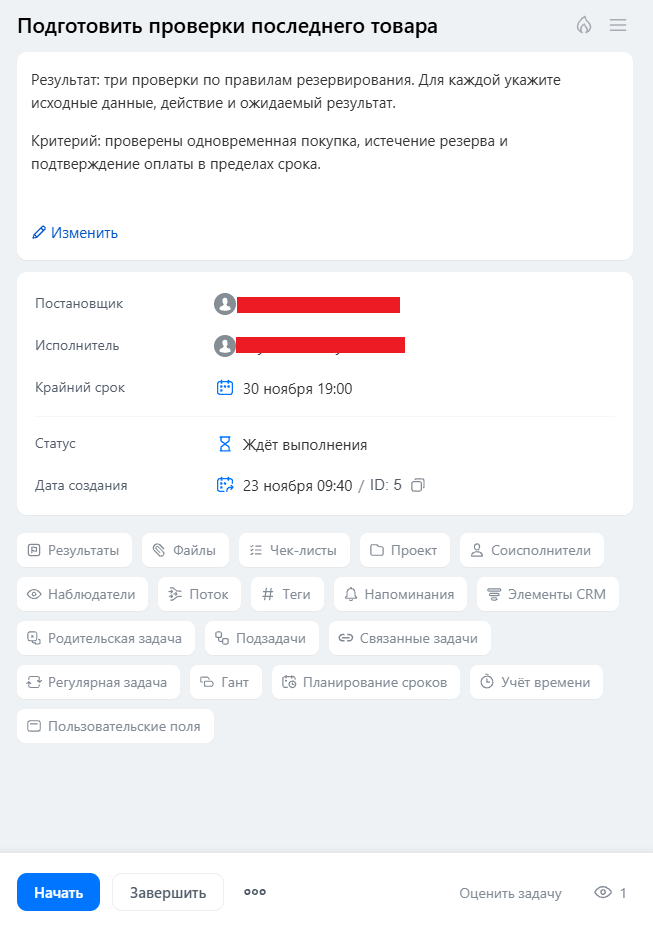 Подготовить проверки последнего товара
Результат: три проверки по правилам резервирования. Для каждой укажите
исходные данные, действие и ожидаемый результат.
Критерий: проверены одновременная покупка, истечение резерва и
подтверждение оплаты в пределах срока.
Изменить
Постановщик
Исполнитель
Крайний срок
30 ноября 19:00
Статус
Ждёт выполнения
Дата создания
23 ноября 09:40 / ID: 5
Результаты
Файлы
Чек-листы
Проект
Соисполнители
Наблюдатели
Поток
Теги
Напоминания
Элементы CRM
Родительская задача
Подзадачи
Связанные задачи
Регулярная задача
Гант
Планирование сроков
Учёт времени
Пользовательские поля
Начать
Завершить
Оценить задачу
1